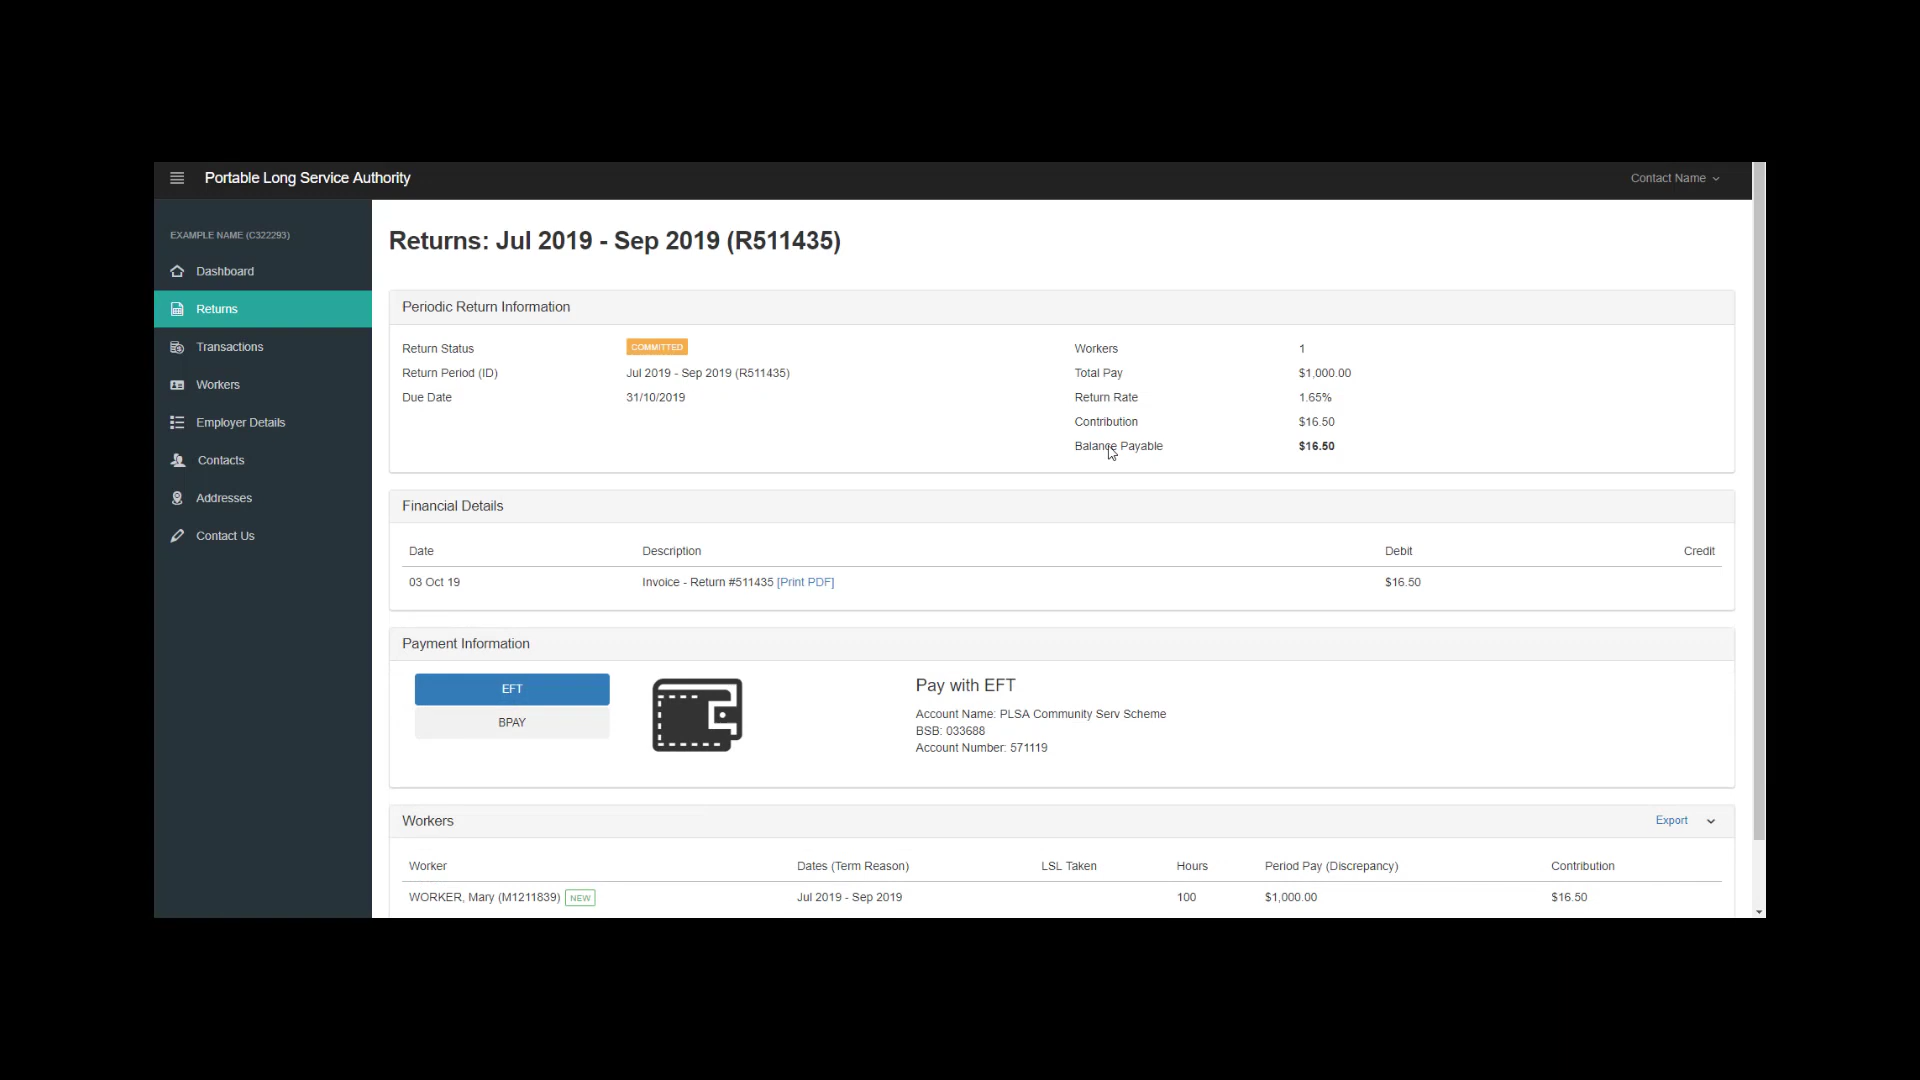 Portable Long Service Authority
Contact Name
EXAMPLE NAME (C322293)
Dashboard
Returns
Transactions
Workers
Employer Details
Contacts
Addresses
Contact Us
Returns: Jul 2019 - Sep 2019 (R511435)
Periodic Return Information
Return Status COMMITTED
Return Period (ID) Jul 2019 - Sep 2019 (R511435)
Due Date 31/10/2019
Workers 1
Total Pay $1,000.00
Return Rate 1.65%
Contribution $16.50
Balance Payable $16.50
Financial Details
Date Description Debit Credit
03 Oct 19 Invoice - Return #511435 [Print PDF] $16.50
Payment Information
EFT
BPAY
Pay with EFT
Account Name: PLSA Community Serv Scheme
BSB: 033688
Account Number: 571119
Workers Export
Worker Dates (Term Reason) LSL Taken Hours Period Pay (Discrepancy) Contribution
WORKER, Mary (M1211839) NEW Jul 2019 - Sep 2019 100 $1,000.00 $16.50